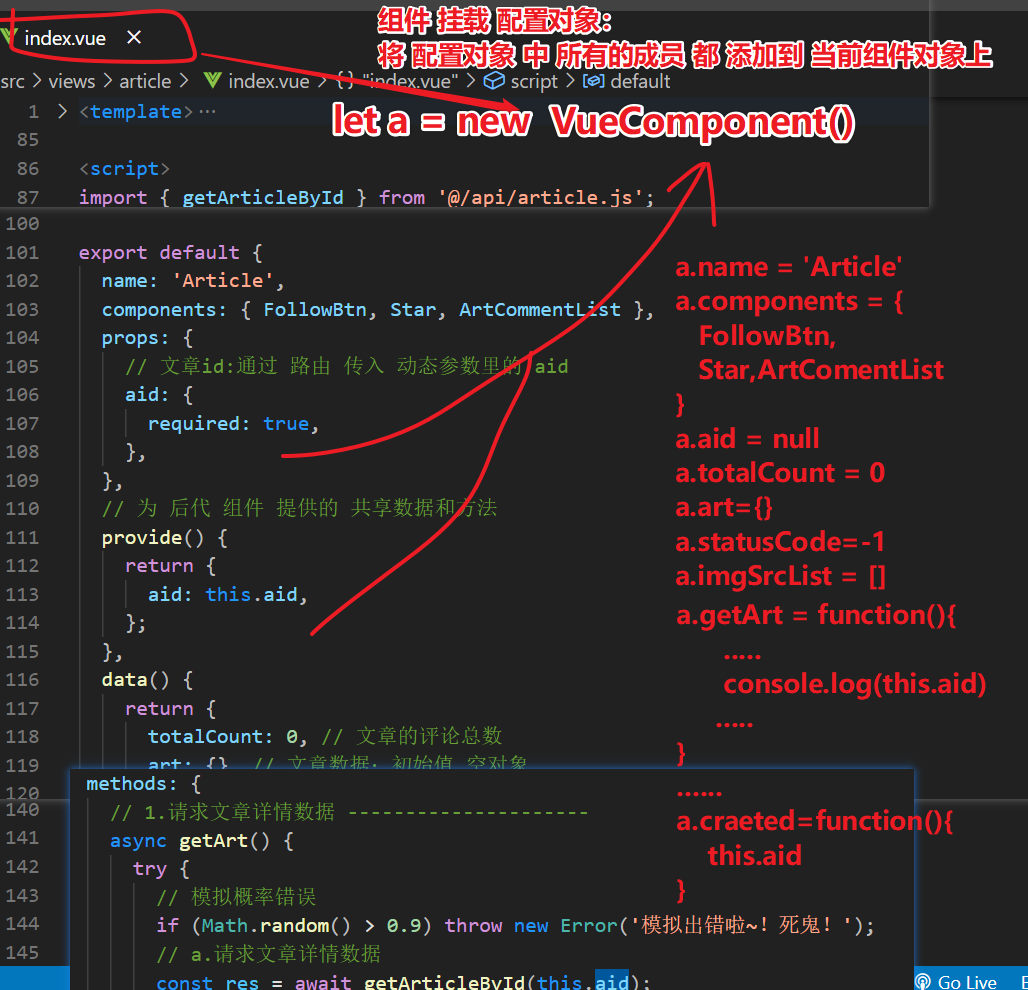 index.vue ×
组件 挂载 配置对象：
将 配置对象 中 所有的成员 都 添加到 当前组件对象上
src > views > article > index.vue > {} "index.vue" > script > default
let a = new VueComponent()
1 > <template>···
85
86 <script>
87 import { getArticleById } from '@/api/article.js';
100
101 export default {
102 name: 'Article',
103 components: { FollowBtn, Star, ArtCommentList },
104 props: {
105 // 文章id:通过 路由 传入 动态参数里的 aid
106 aid: {
107 required: true,
108 },
109 },
110 // 为 后代 组件 提供的 共享数据和方法
111 provide() {
112 return {
113 aid: this.aid,
114 };
115 },
116 data() {
117 return {
118 totalCount: 0, // 文章的评论总数
119 art: {}, // 文章数据: 初始值 空对象
120
140
methods: {
// 1.请求文章详情数据 ---------------------
141 async getArt() {
142 try {
143 // 模拟概率错误
144 if (Math.random() > 0.9) throw new Error('模拟出错啦~! 死鬼! ');
145 // a.请求文章详情数据
const res = await getArticleById(this.aid);
a.name = 'Article'
a.components = {
FollowBtn,
Star,ArtComentList
}
a.aid = null
a.totalCount = 0
a.art={}
a.statusCode=-1
a.imgSrcList = []
a.getArt = function(){
.....
console.log(this.aid)
.....
}
......
a.craeted=function(){
this.aid
}
Go Live